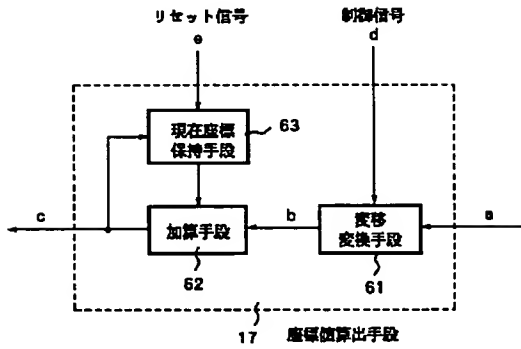 リセット信号
e
制御信号
d
現在座標
保持手段
63
c
加算手段
62
b
変移
変換手段
61
a
17
座標値算出手段